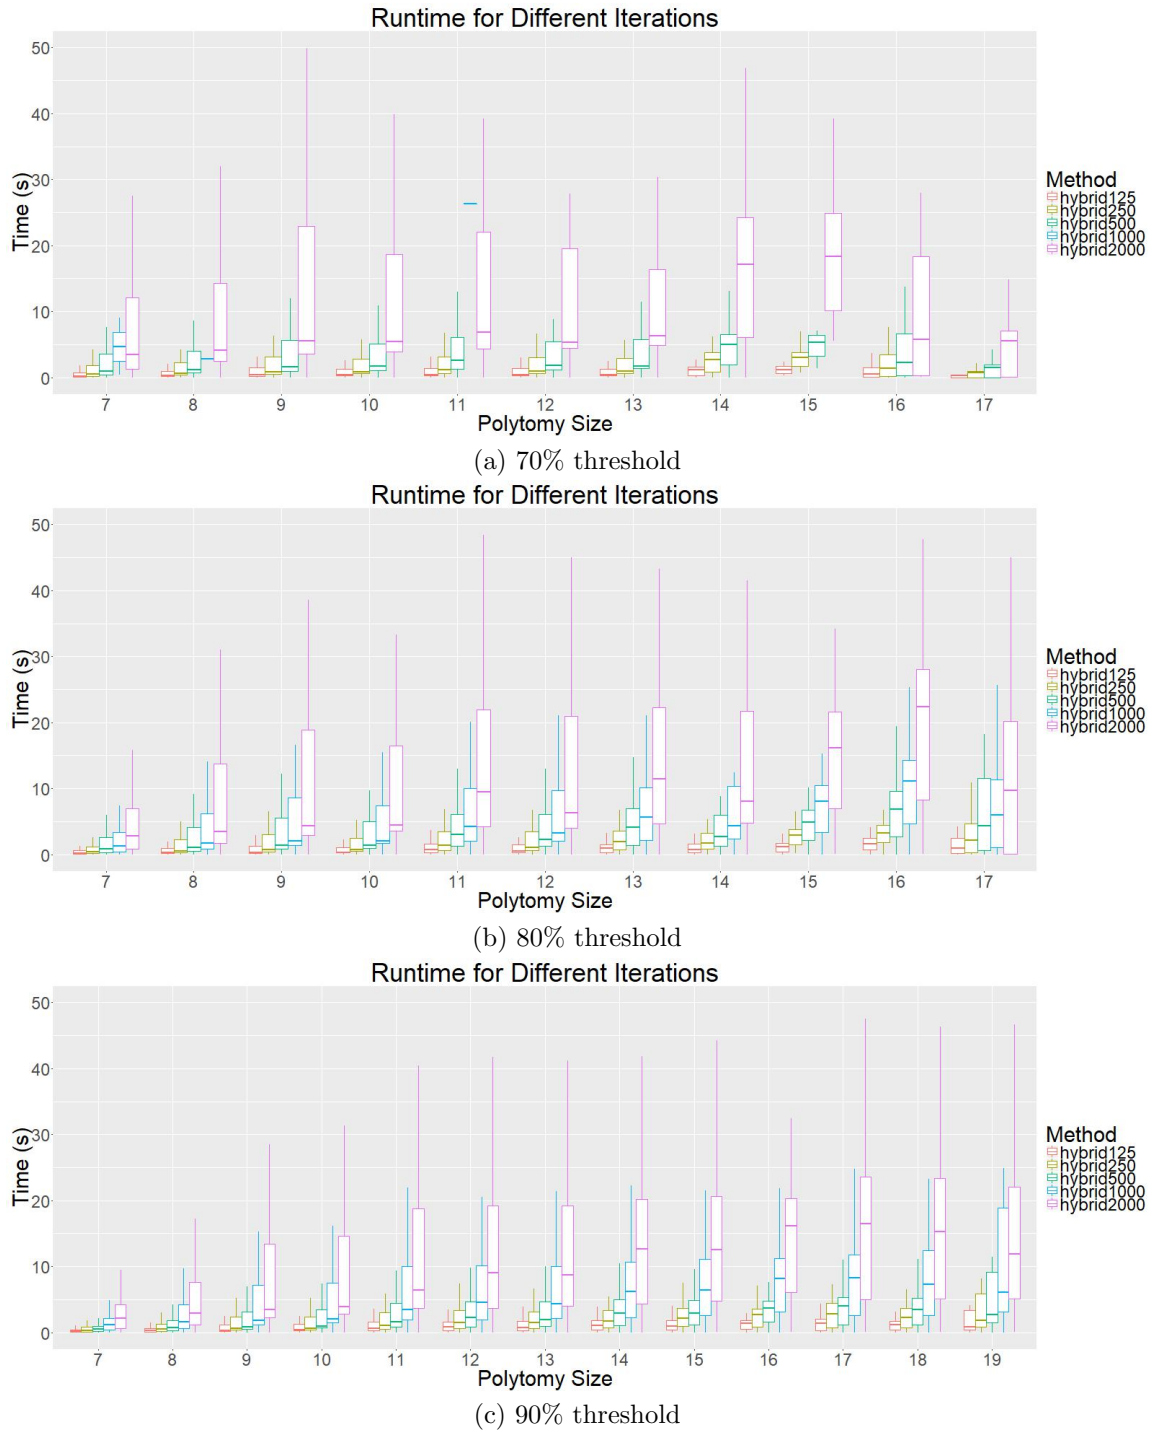 Runtime for Different Iterations
50
40
30
20
10
0
Time (s)
7 8 9 10 11 12 13 14 15 16 17
Polytomy Size
Method
hybrid125
hybrid250
hybrid500
hybrid1000
hybrid2000
(a) 70% threshold
Runtime for Different Iterations
50
40
30
20
10
0
Time (s)
7 8 9 10 11 12 13 14 15 16 17
Polytomy Size
Method
hybrid125
hybrid250
hybrid500
hybrid1000
hybrid2000
(b) 80% threshold
Runtime for Different Iterations
50
40
30
20
10
0
Time (s)
7 8 9 10 11 12 13 14 15 16 17 18 19
Polytomy Size
Method
hybrid125
hybrid250
hybrid500
hybrid1000
hybrid2000
(c) 90% threshold